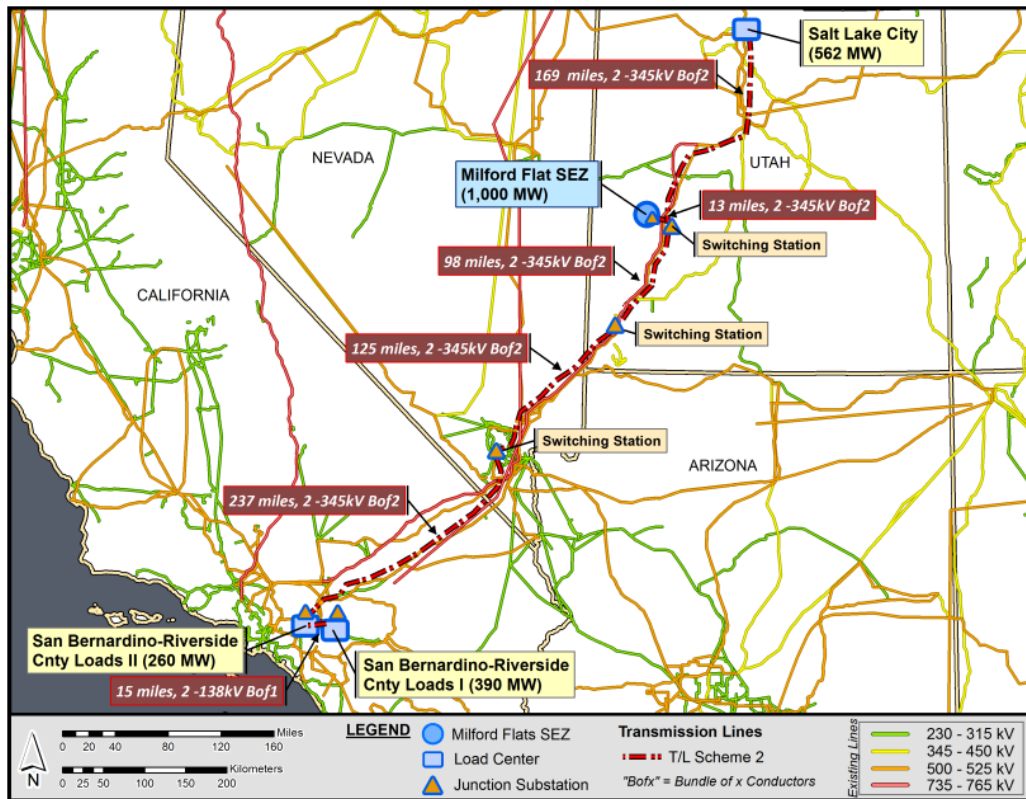 Salt Lake City
(562 MW)
169 miles, 2 -345kV Bof2
NEVADA
UTAH
Milford Flat SEZ
(1,000 MW)
13 miles, 2 -345kV Bof2
Switching Station
98 miles, 2 -345kV Bof2
CALIFORNIA
Switching Station
125 miles, 2 -345kV Bof2
Switching Station
ARIZONA
237 miles, 2 -345kV Bof2
San Bernardino-Riverside
Cnty Loads II (260 MW)
San Bernardino-Riverside
Cnty Loads I (390 MW)
15 miles, 2 -138kV Bof1
N
Miles
0 20 40 80 120 160
Kilometers
0 25 50 100 150 200
LEGEND
Milford Flats SEZ
Load Center
Junction Substation
Transmission Lines
T/L Scheme 2
"Bofx" = Bundle of x Conductors
Existing Lines
230 - 315 kV
345 - 450 kV
500 - 525 kV
735 - 765 kV